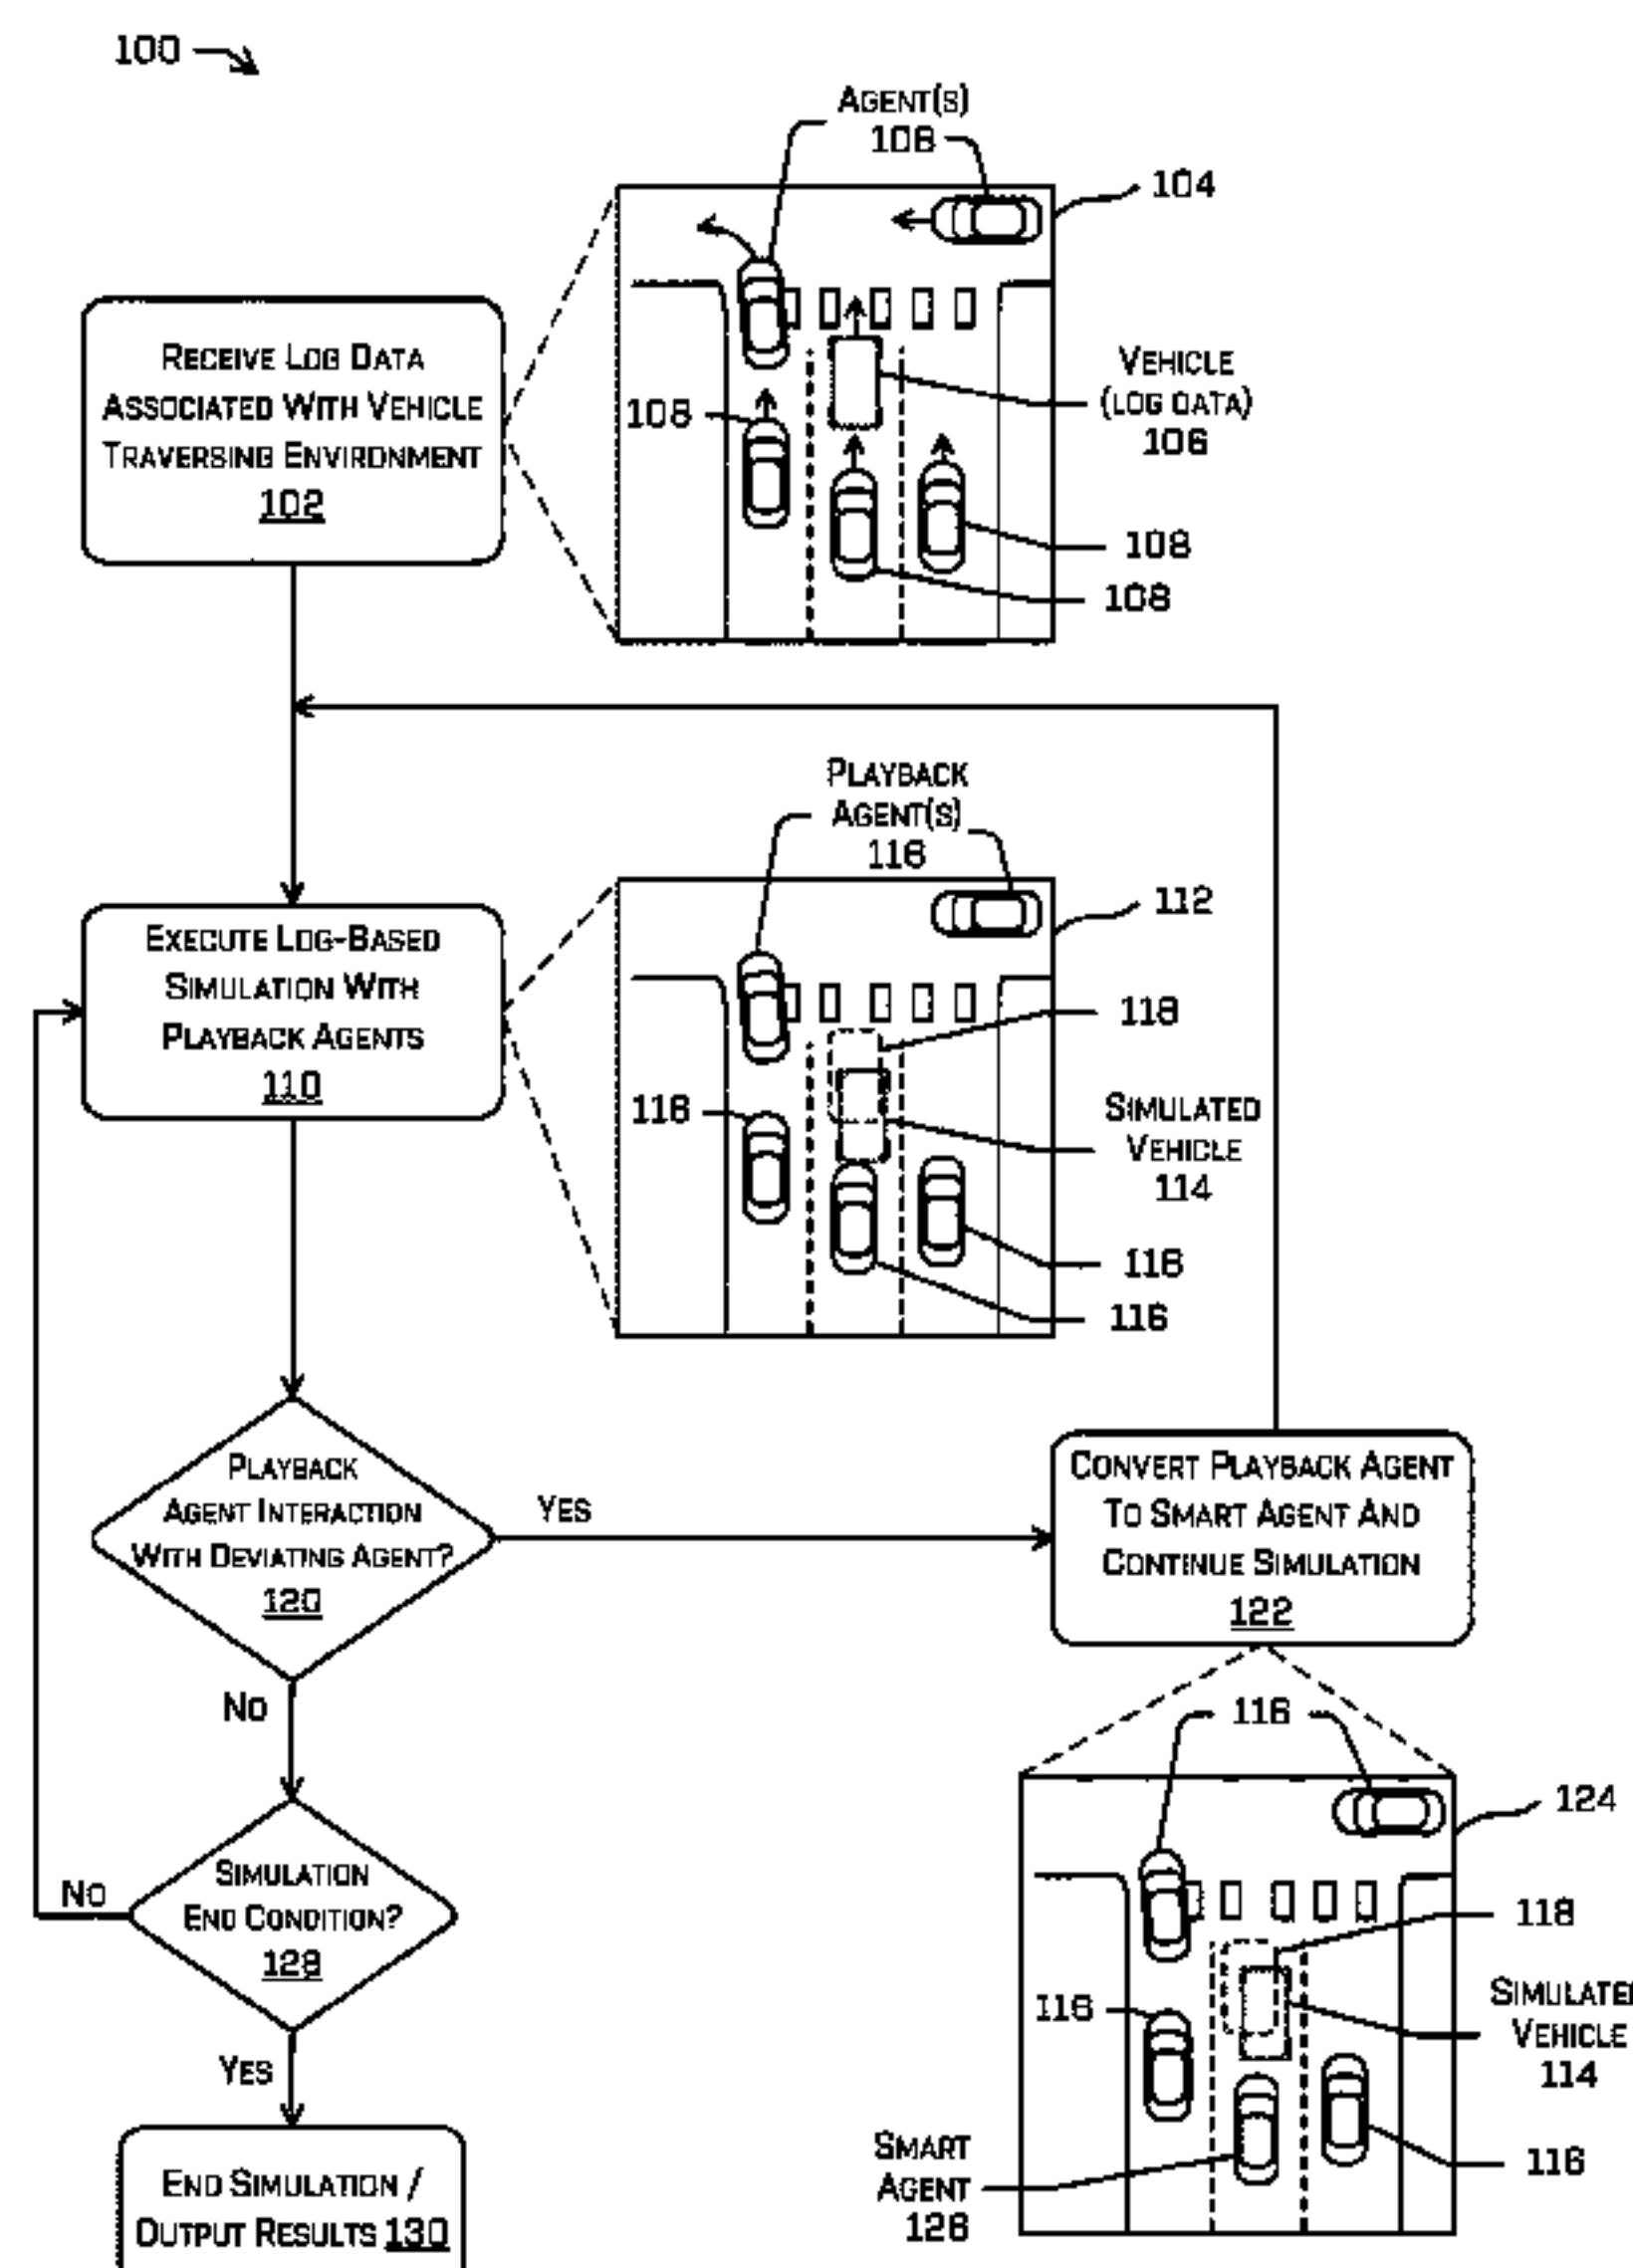 100
AGENT(S)
108
104
RECEIVE LOG DATA
ASSOCIATED WITH VEHICLE
TRAVERSING ENVIRONMENT
102
VEHICLE
(LOG DATA)
106
108
108
108
PLAYBACK
AGENT(S)
116
112
EXECUTE LOG-BASED
SIMULATION WITH
PLAYBACK AGENTS
110
118
116
SIMULATED
VEHICLE
114
116
116
PLAYBACK
AGENT INTERACTION
WITH DEVIATING AGENT?
120
YES
CONVERT PLAYBACK AGENT
TO SMART AGENT AND
CONTINUE SIMULATION
122
NO
116
124
SIMULATION
END CONDITION?
128
NO
118
116
SIMULATED
VEHICLE
114
YES
SMART
AGENT
126
116
END SIMULATION /
OUTPUT RESULTS 130